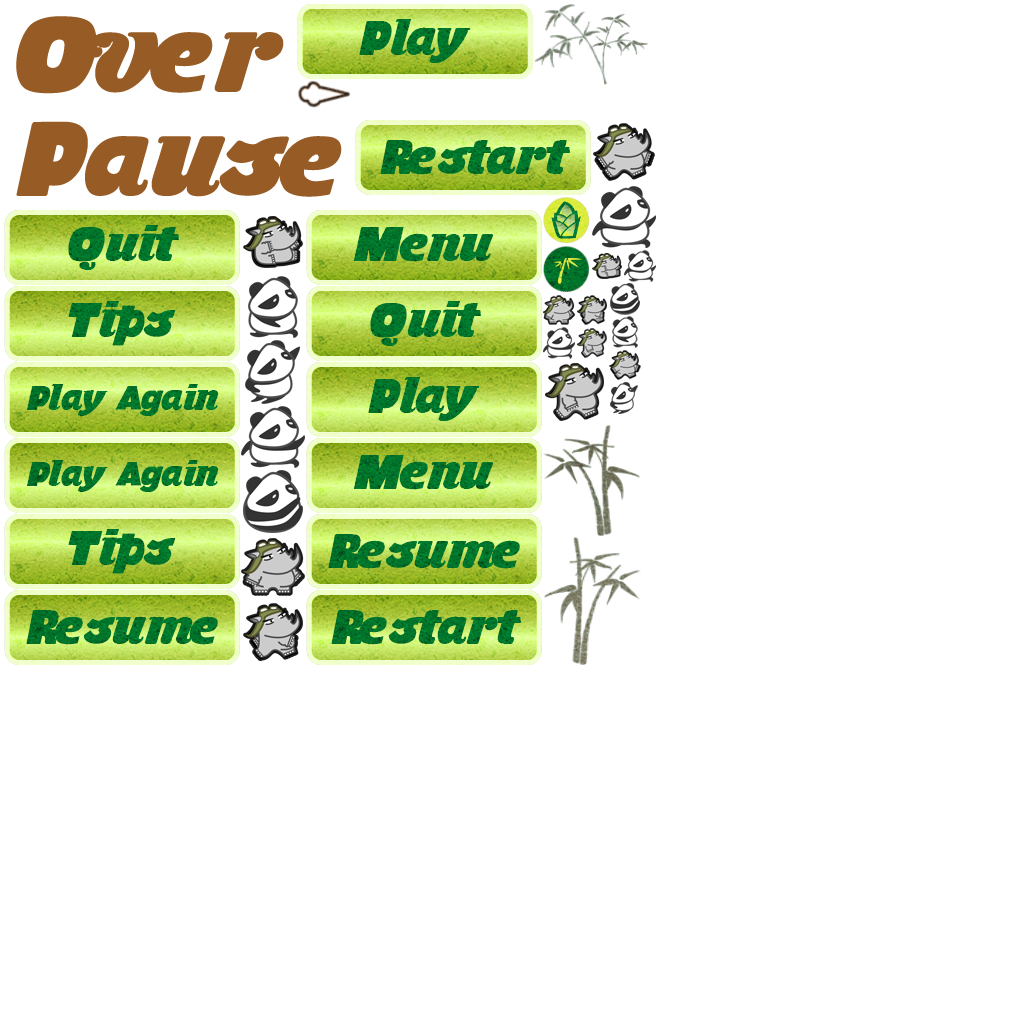 Over
Play
Pause
Restart
Quit
Menu
Tips
Quit
Play Again
Play
Play Again
Menu
Tips
Resume
Resume
Restart